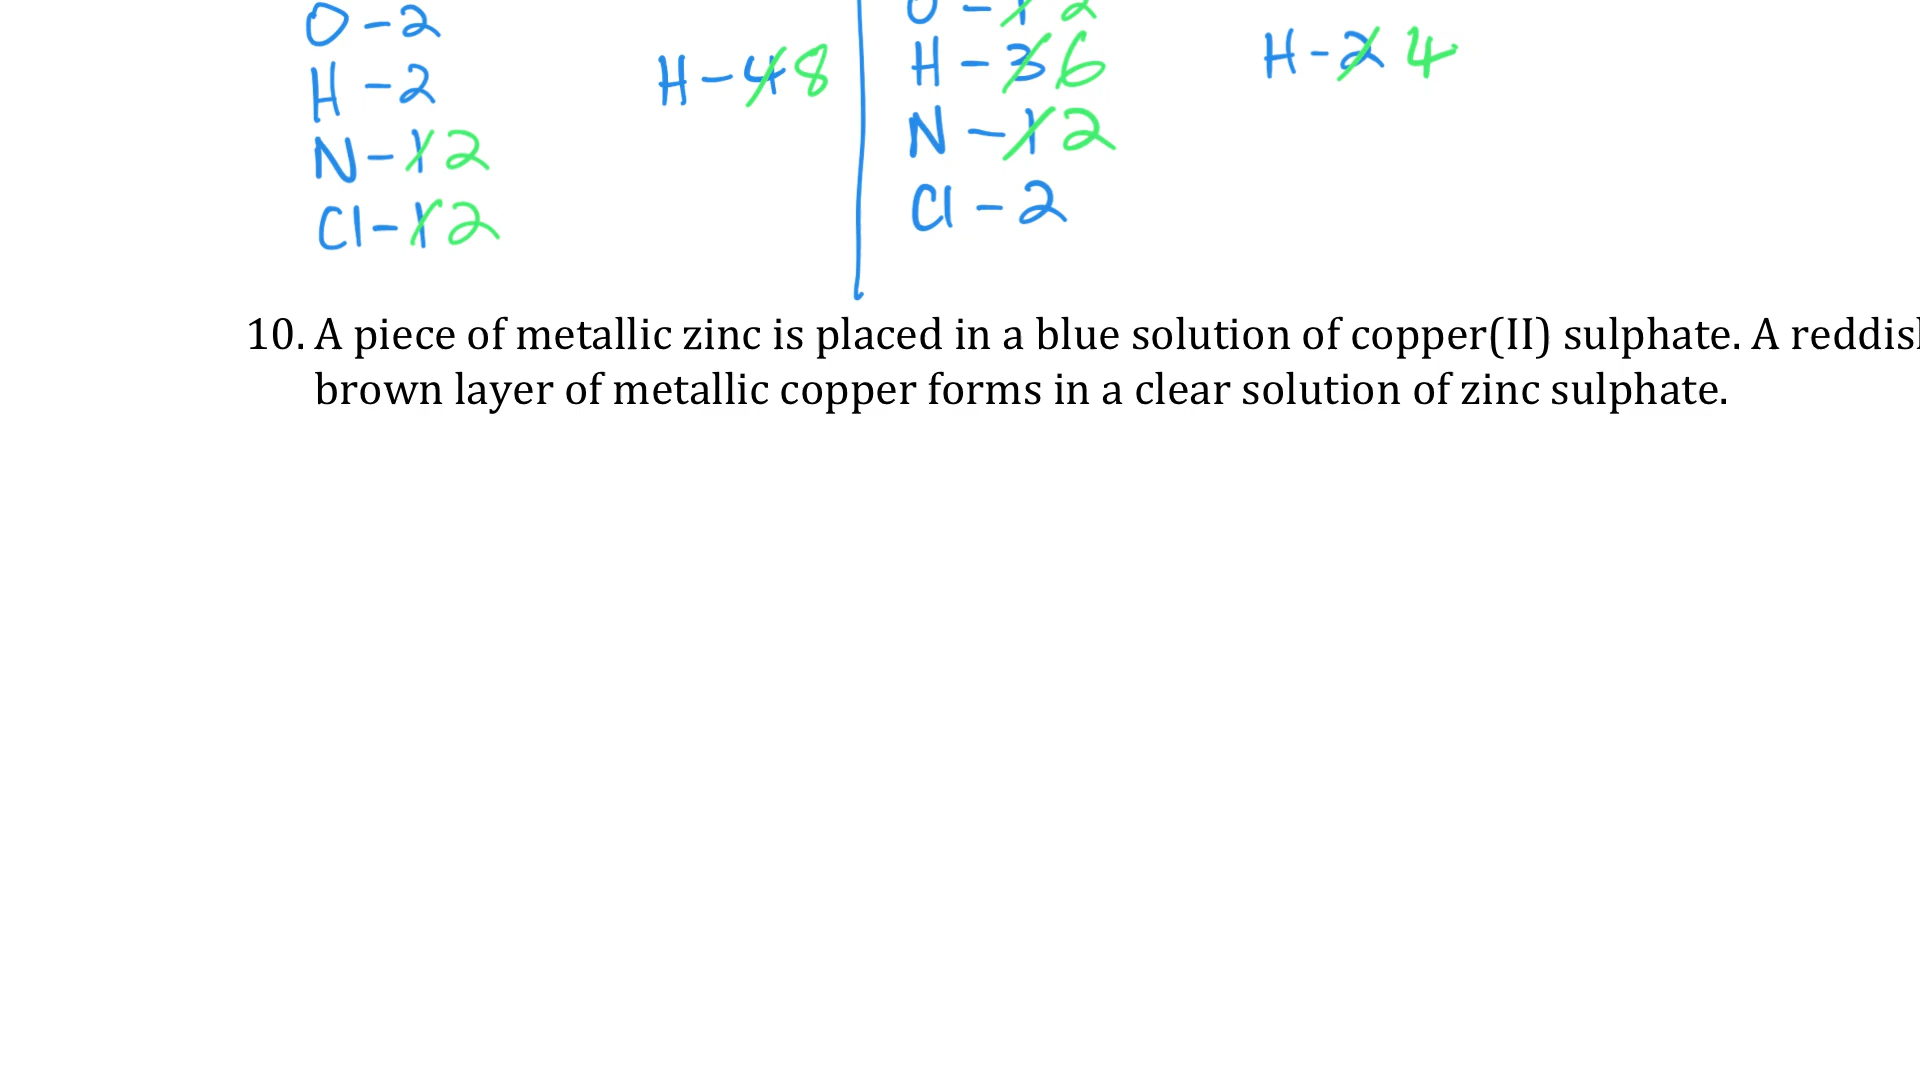 O - 2
H - 2
N - 1 2
Cl - 1 2
H - 4 8
O - 1 2
H - 3 6
N - 1 2
Cl - 2
H - 2 4
10. A piece of metallic zinc is placed in a blue solution of copper(II) sulphate. A reddis
brown layer of metallic copper forms in a clear solution of zinc sulphate.